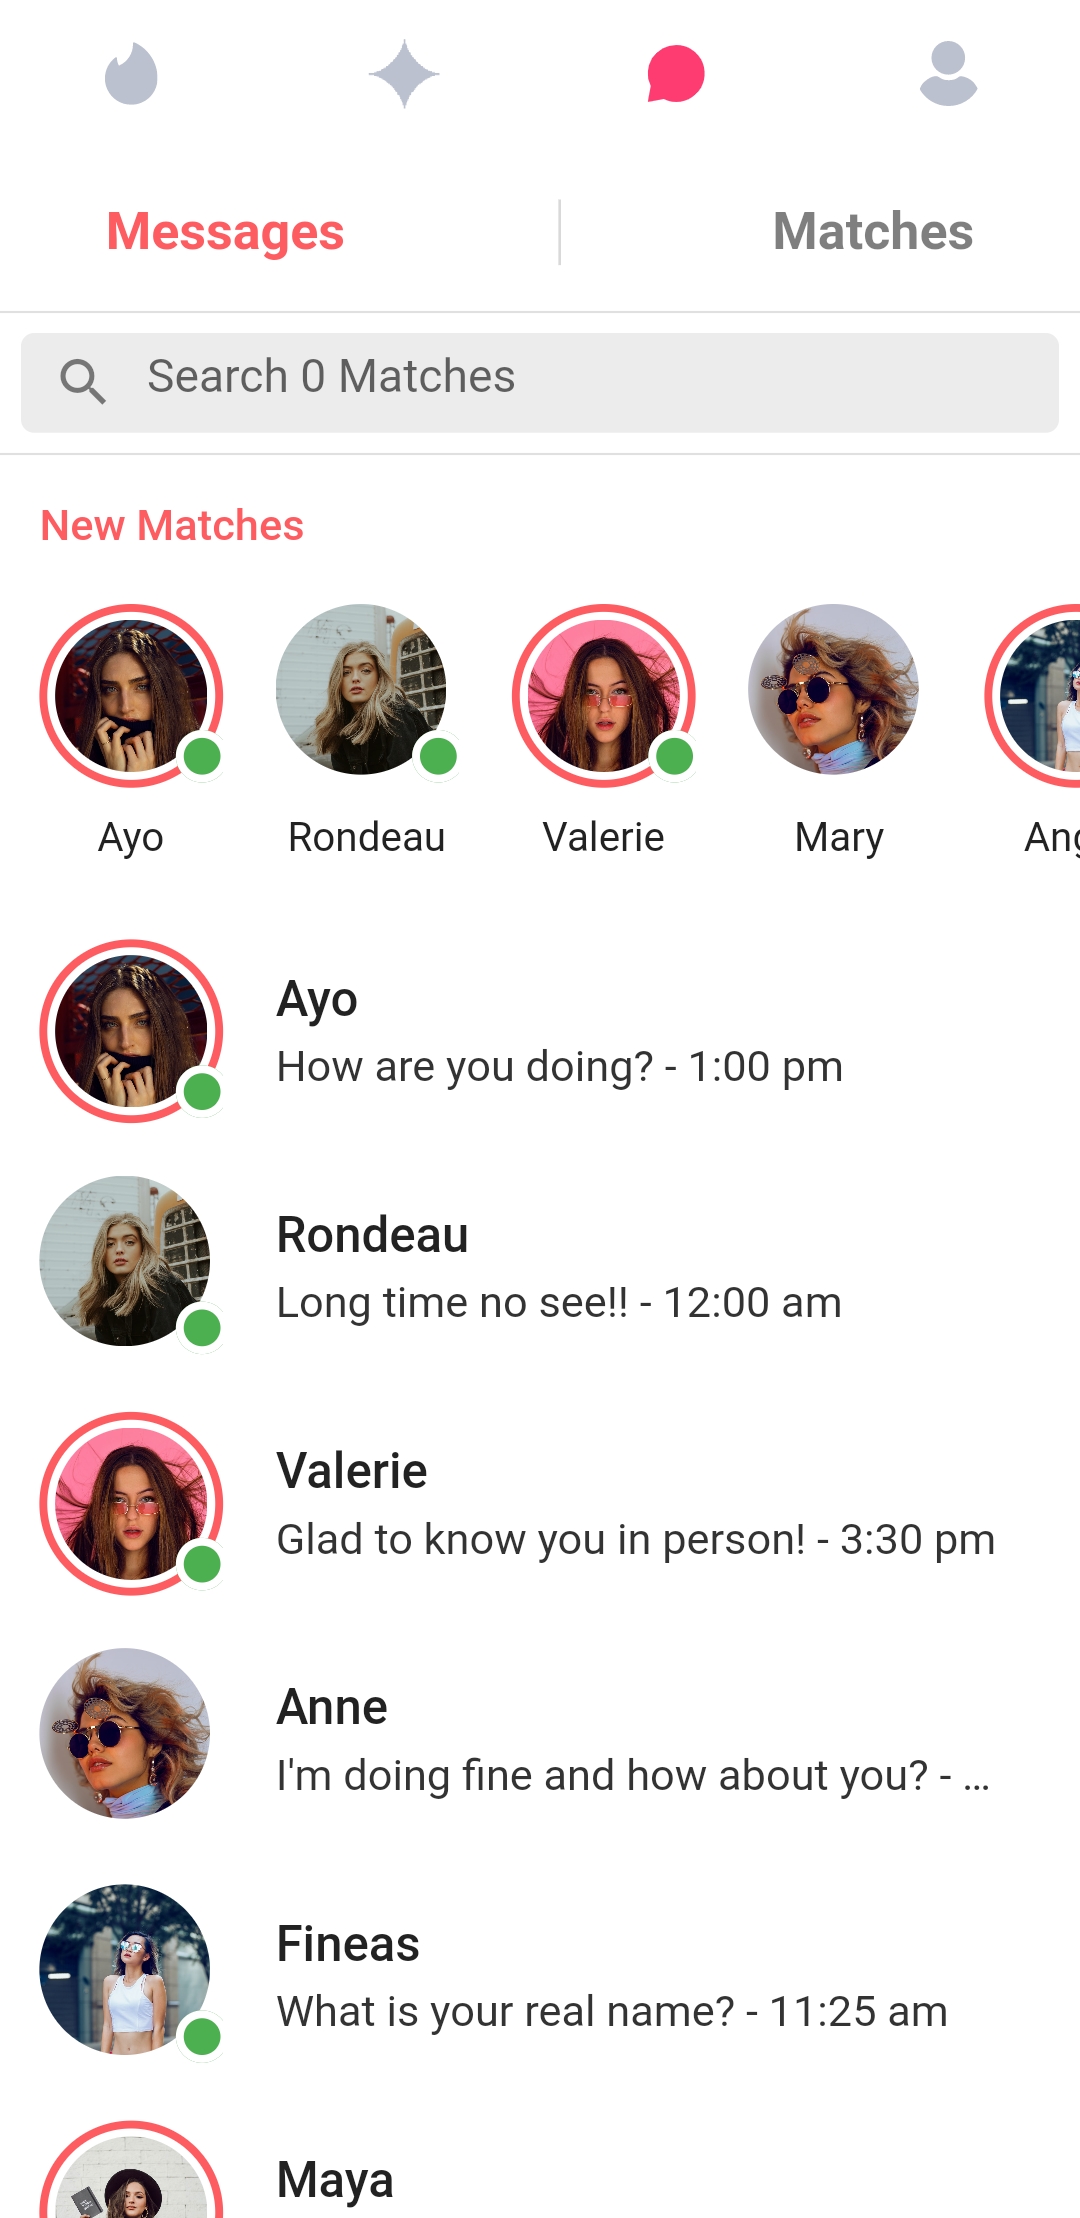 Messages
Matches
Search 0 Matches
New Matches
Ayo
Rondeau
Valerie
Mary
Ayo
How are you doing? - 1:00 pm
Rondeau
Long time no see!! - 12:00 am
Valerie
Glad to know you in person! - 3:30 pm
Anne
I'm doing fine and how about you? - ...
Fineas
What is your real name? - 11:25 am
Maya